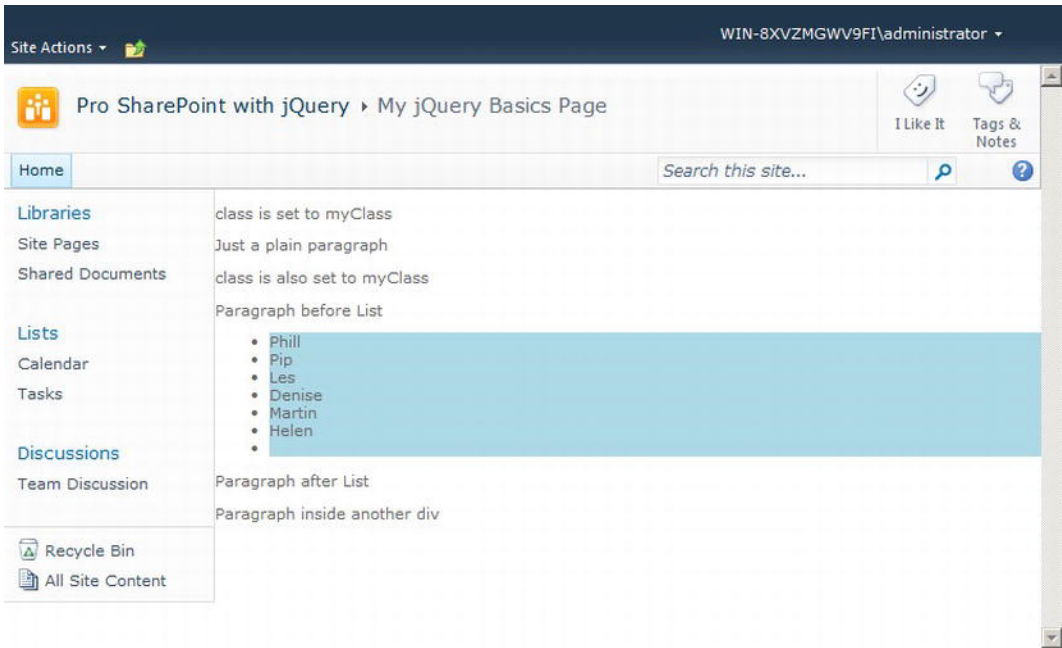 WIN-8XVZMGWV9FI\administrator
Site Actions
Pro SharePoint with jQuery ▸ My jQuery Basics Page
I Like It
Tags &
Notes
Home
Search this site...
Libraries
Site Pages
Shared Documents
Lists
Calendar
Tasks
Discussions
Team Discussion
Recycle Bin
All Site Content
class is set to myClass
Just a plain paragraph
class is also set to myClass
Paragraph before List
• Phill
• Pip
• Les
• Denise
• Martin
• Helen
•
Paragraph after List
Paragraph inside another div